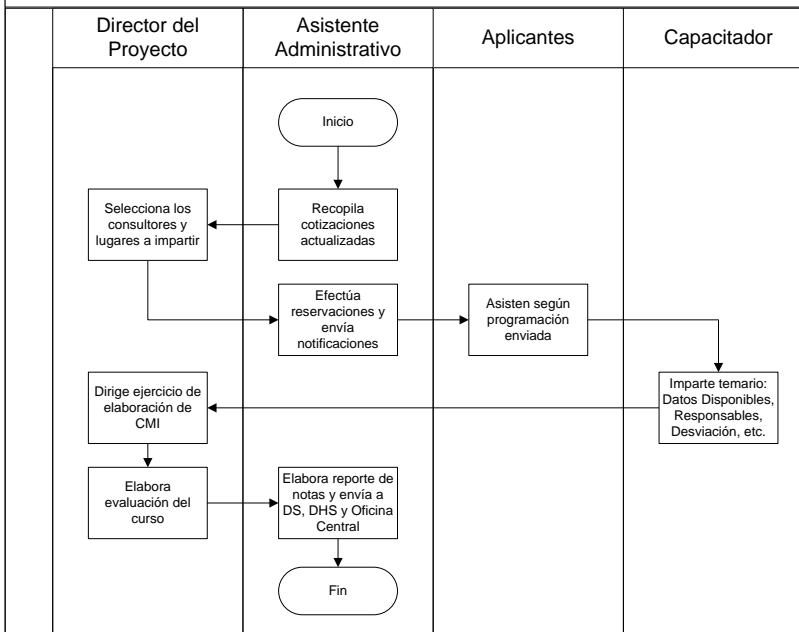 Director del
Proyecto
Asistente
Administrativo
Aplicantes
Capacitador
Inicio
Selecciona los
consultores y
lugares a impartir
Recopila
cotizaciones
actualizadas
Efectúa
reservaciones y
envía
notificaciones
Asisten según
programación
enviada
Dirige ejercicio de
elaboración de
CMI
Imparte temario:
Datos Disponibles,
Responsables,
Desviación, etc.
Elabora
evaluación del
curso
Elabora reporte de
notas y envía a
DS, DHS y Oficina
Central
Fin